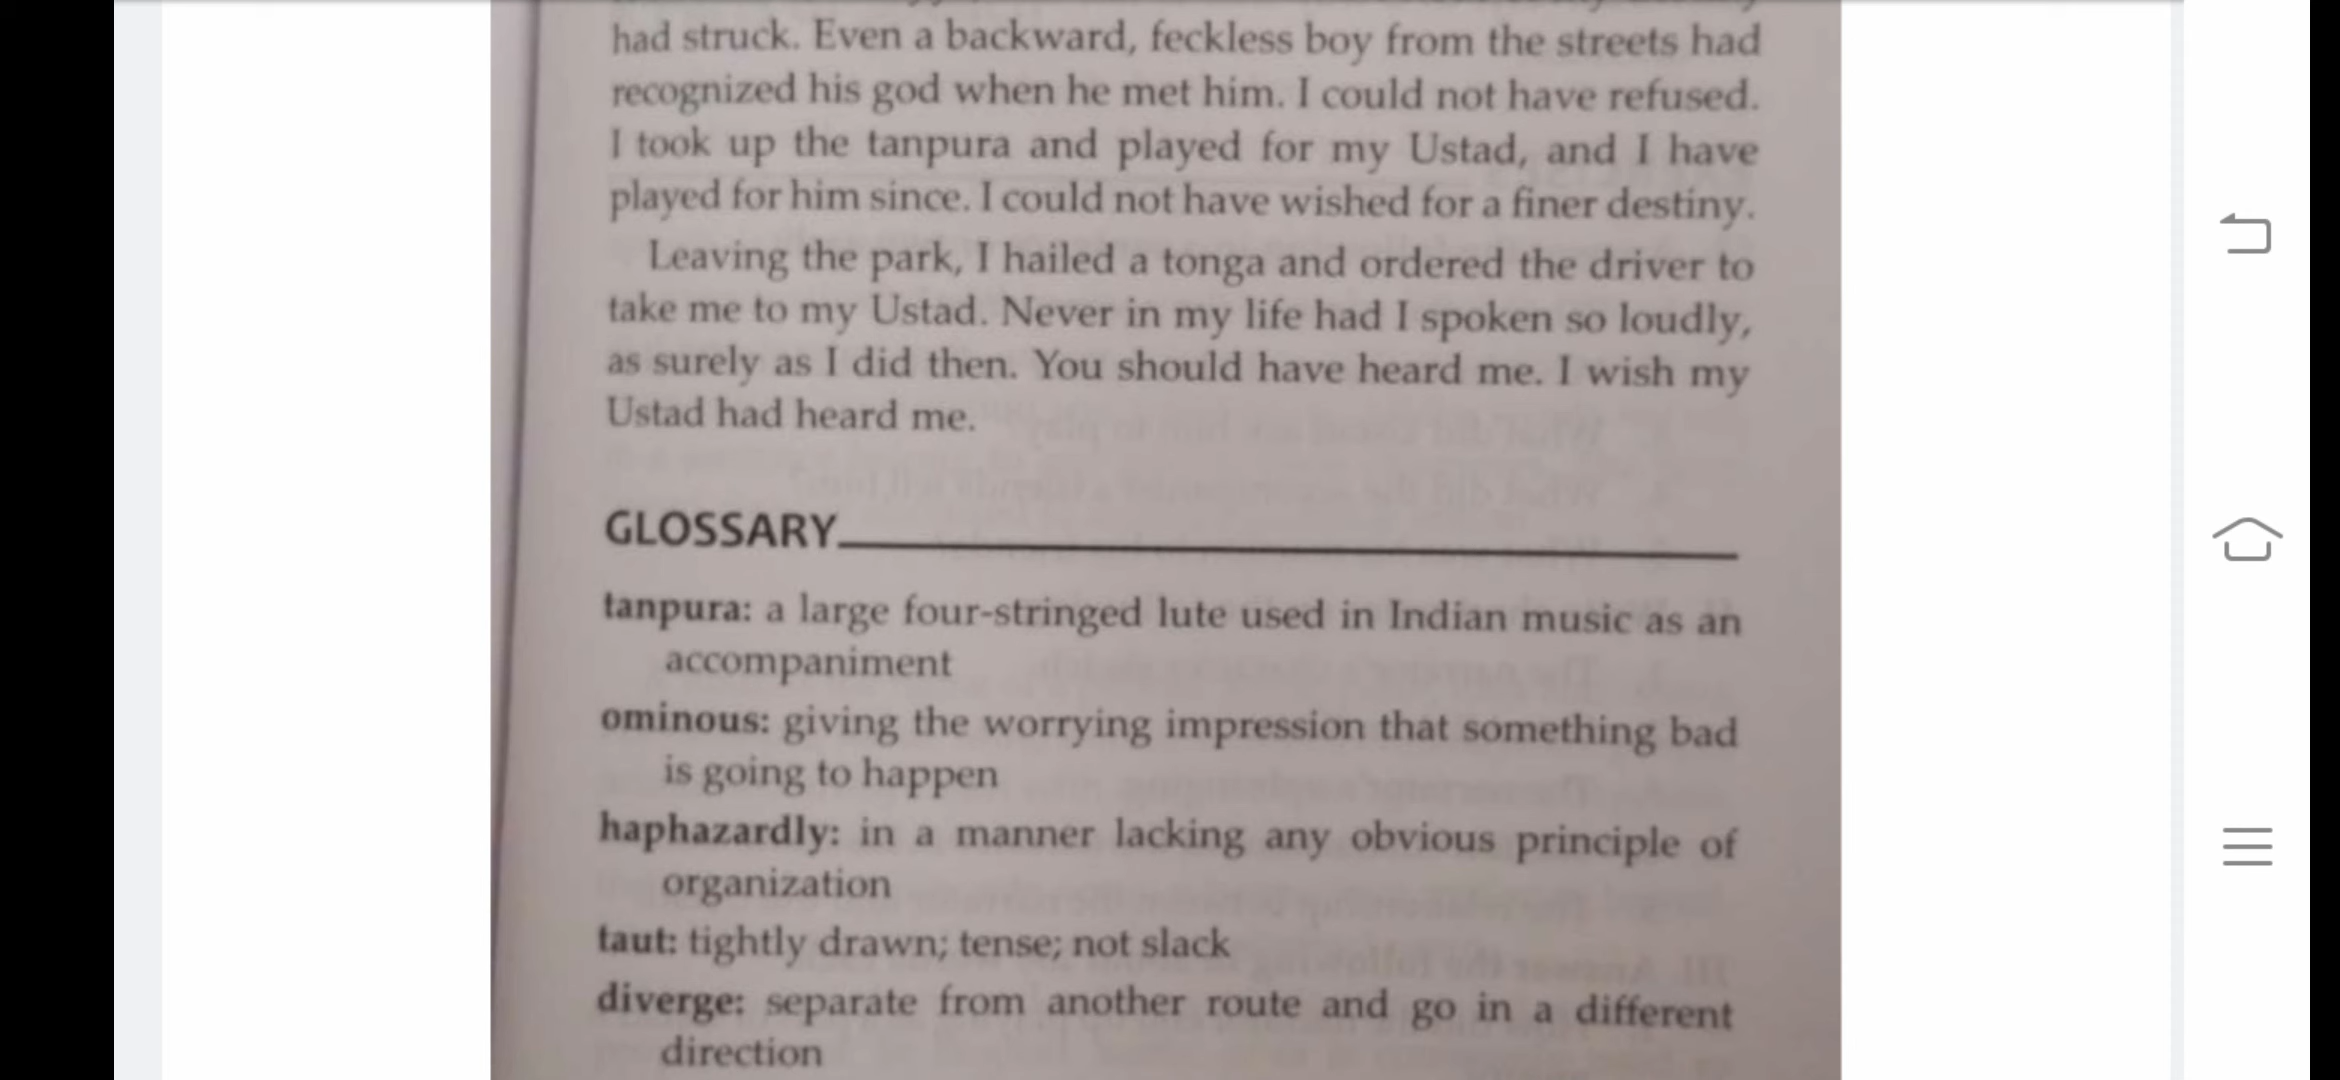 had struck. Even a backward, feckless boy from the streets had
recognized his god when he met him. I could not have refused.
I took up the tanpura and played for my Ustad, and I have
played for him since. I could not have wished for a finer destiny.
Leaving the park, I hailed a tonga and ordered the driver to
take me to my Ustad. Never in my life had I spoken so loudly,
as surely as I did then. You should have heard me. I wish my
Ustad had heard me.
GLOSSARY
tanpura: a large four-stringed lute used in Indian music as an
accompaniment
ominous: giving the worrying impression that something bad
is going to happen
haphazardly: in a manner lacking any obvious principle of
organization
taut: tightly drawn; tense; not slack
diverge: separate from another route and go in a different
direction